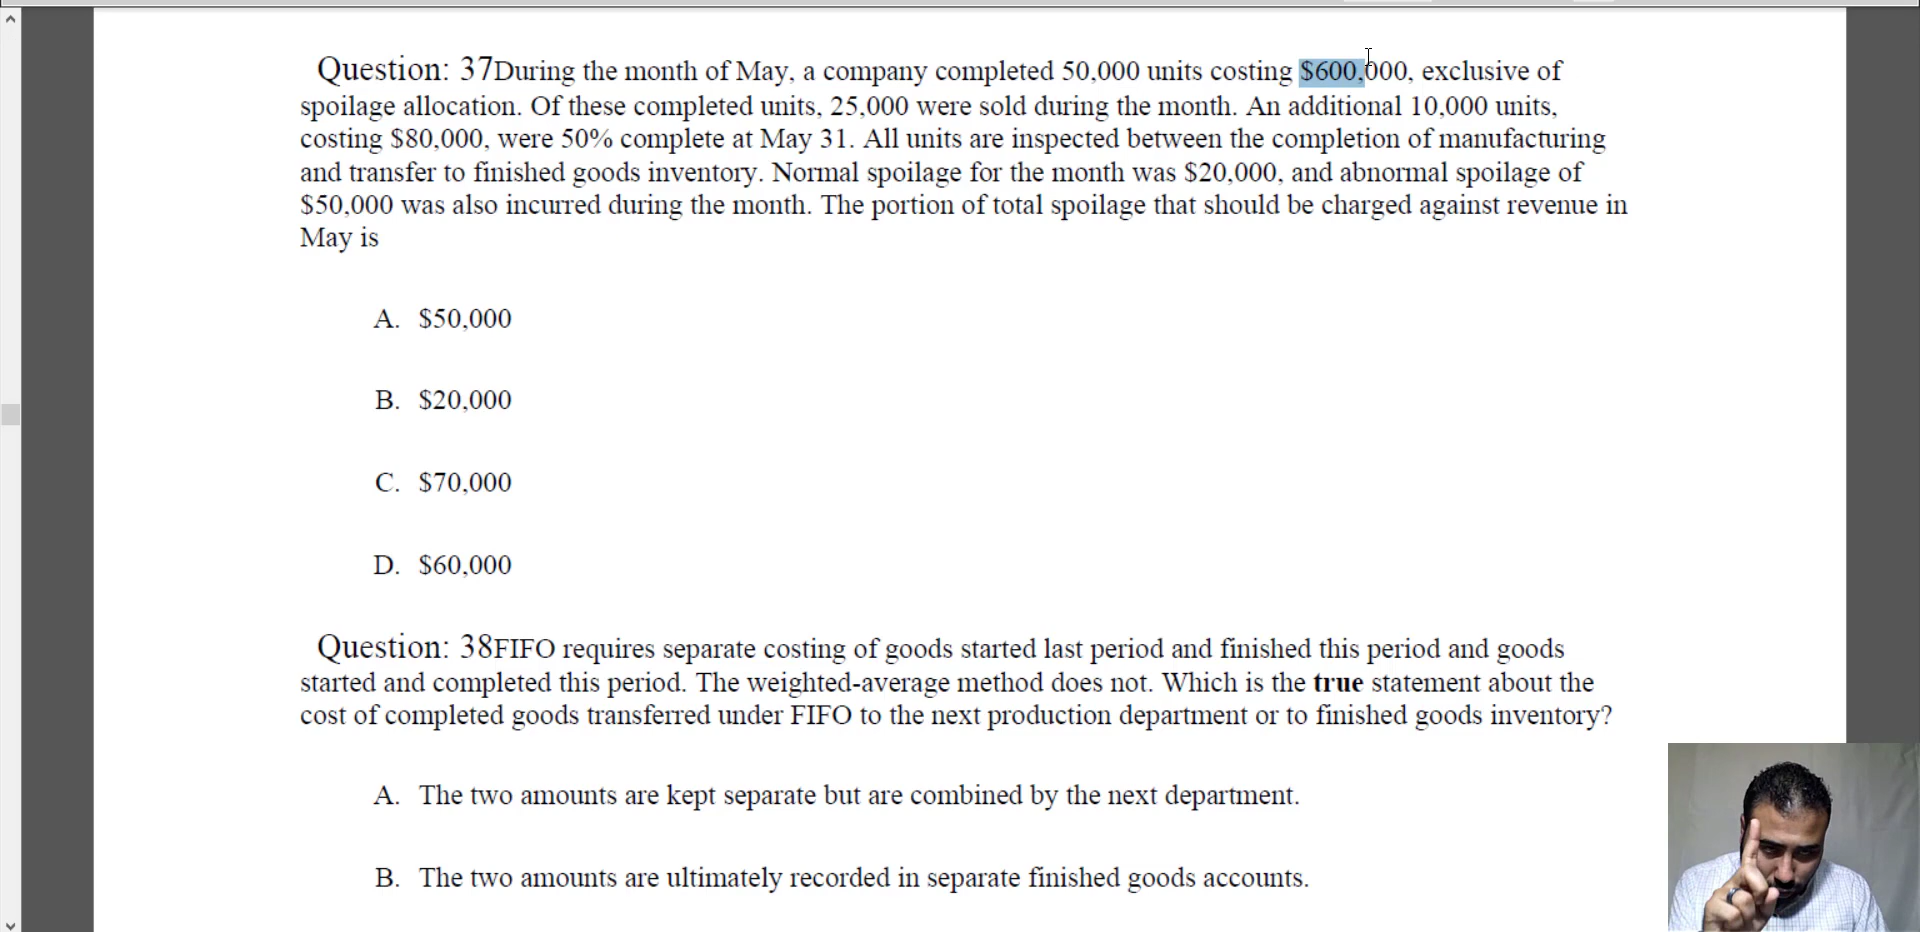 Question: 37During the month of May, a company completed 50,000 units costing $600,000, exclusive of
spoilage allocation. Of these completed units, 25,000 were sold during the month. An additional 10,000 units,
costing $80,000, were 50% complete at May 31. All units are inspected between the completion of manufacturing
and transfer to finished goods inventory. Normal spoilage for the month was $20,000, and abnormal spoilage of
$50,000 was also incurred during the month. The portion of total spoilage that should be charged against revenue in
May is
A. $50,000
B. $20,000
C. $70,000
D. $60,000
Question: 38FIFO requires separate costing of goods started last period and finished this period and goods
started and completed this period. The weighted-average method does not. Which is the true statement about the
cost of completed goods transferred under FIFO to the next production department or to finished goods inventory?
A. The two amounts are kept separate but are combined by the next department.
B. The two amounts are ultimately recorded in separate finished goods accounts.